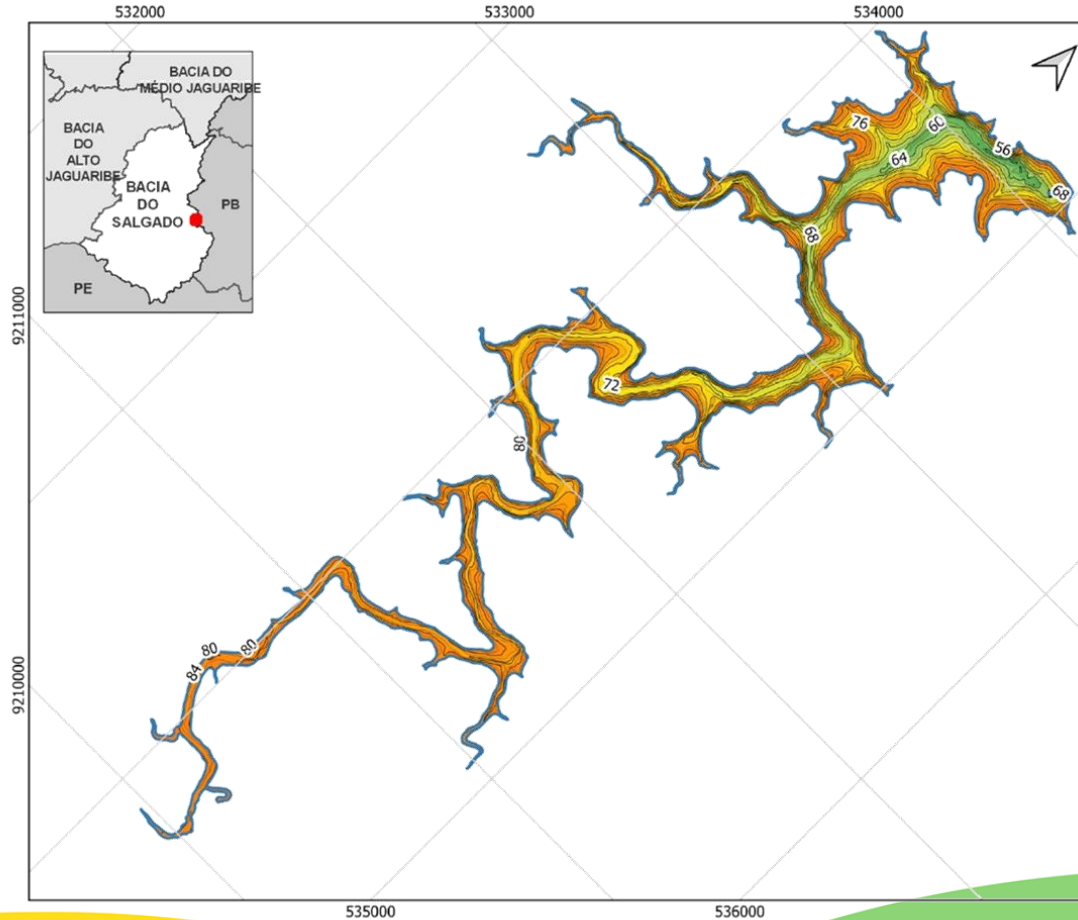 532000
533000
534000
BACIA DO
MÉDIO JAGUARIBE
BACIA
DO
ALTO
JAGUARIBE
BACIA
DO
SALGADO
PB
PE
76
60
64
56
68
68
9211000
72
80
80
80
84
9210000
535000
536000